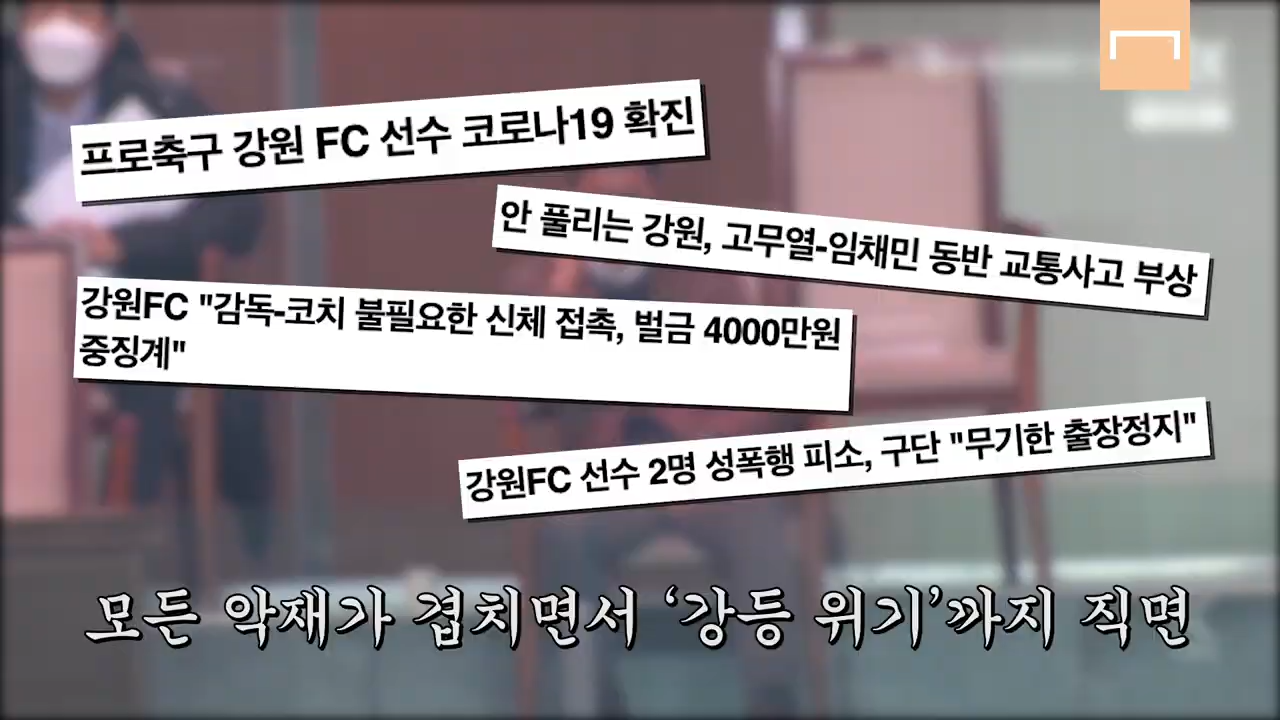 프로축구 강원 FC 선수 코로나19 확진
안 풀리는 강원, 고무열-임채민 동반 교통사고 부상
강원FC "감독-코치 불필요한 신체 접촉, 벌금 4000만원
중징계"
강원FC 선수 2명 성폭행 피소, 구단 "무기한 출장정지"
모든 악재가 겹치면서 ‘강등 위기’까지 직면